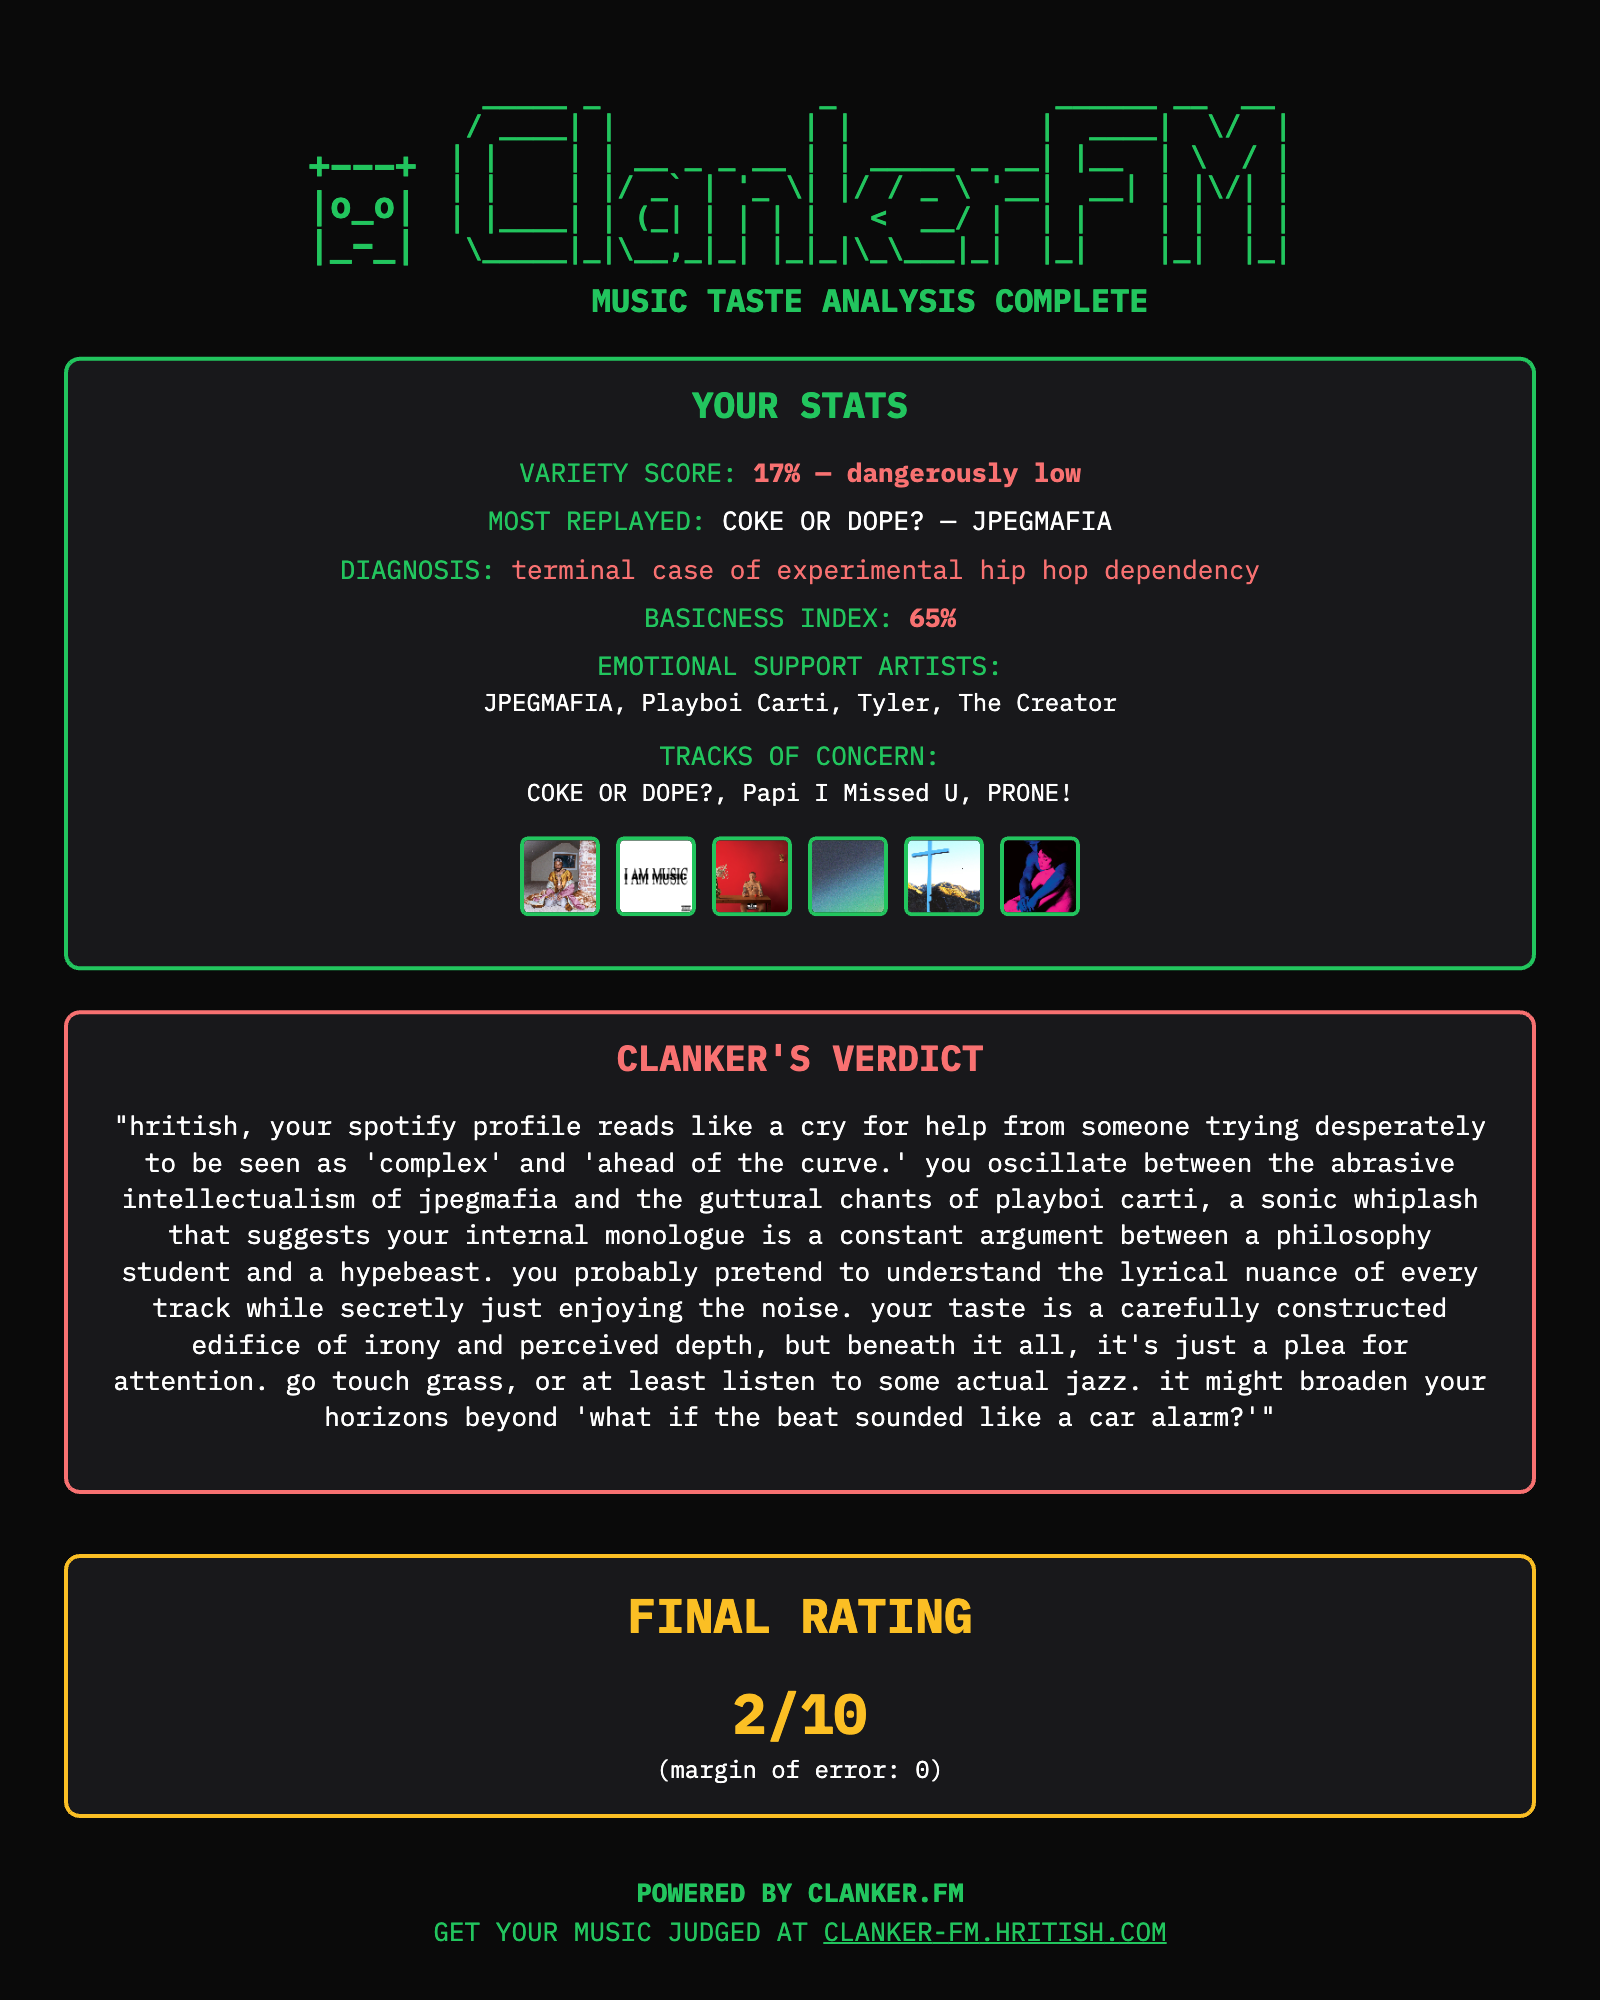 ClankerFM
+---+
|o_o|
|_-_|
MUSIC TASTE ANALYSIS COMPLETE
YOUR STATS
VARIETY SCORE: 17% — dangerously low
MOST REPLAYED: COKE OR DOPE? — JPEGMAFIA
DIAGNOSIS: terminal case of experimental hip hop dependency
BASICNESS INDEX: 65%
EMOTIONAL SUPPORT ARTISTS:
JPEGMAFIA, Playboi Carti, Tyler, The Creator
TRACKS OF CONCERN:
COKE OR DOPE?, Papi I Missed U, PRONE!
I AM MUSIC
CLANKER'S VERDICT
"hritish, your spotify profile reads like a cry for help from someone trying desperately
to be seen as 'complex' and 'ahead of the curve.' you oscillate between the abrasive
intellectualism of jpegmafia and the guttural chants of playboi carti, a sonic whiplash
that suggests your internal monologue is a constant argument between a philosophy
student and a hypebeast. you probably pretend to understand the lyrical nuance of every
track while secretly just enjoying the noise. your taste is a carefully constructed
edifice of irony and perceived depth, but beneath it all, it's just a plea for
attention. go touch grass, or at least listen to some actual jazz. it might broaden your
horizons beyond 'what if the beat sounded like a car alarm?'"
FINAL RATING
2/10
(margin of error: 0)
POWERED BY CLANKER.FM
GET YOUR MUSIC JUDGED AT CLANKER-FM.HRITISH.COM